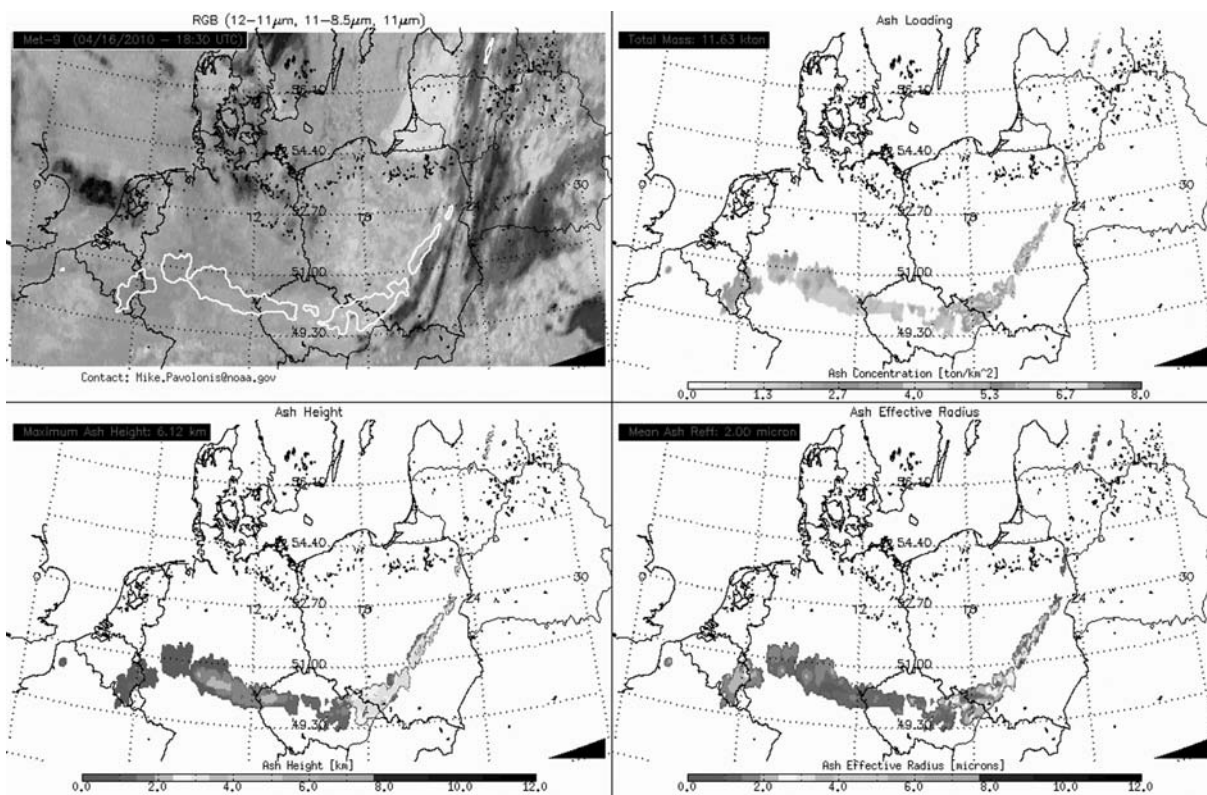 RGB (12-11µm, 11-8.5µm, 11µm)
Met-9 (04/16/2010 - 18:30 UTC)
56.10
54.40
0
30
24
12
52.70
18
51.00
49.30
Contact: Mike.Pavolonis@noaa.gov
Ash Loading
Total Mass: 11.63 kton
56.10
54.40
0
30
24
12
52.70
18
51.00
49.30
Ash Concentration [ton/km^2]
0.0 1.3 2.7 4.0 5.3 6.7 8.0
Ash Height
Maximum Ash Height: 6.12 km
56.10
54.40
0
30
24
12
52.70
18
51.00
49.30
Ash Height [km]
0.0 2.0 4.0 6.0 8.0 10.0 12.0
Ash Effective Radius
Mean Ash Reff: 2.00 micron
56.10
54.40
0
30
24
12
52.70
18
51.00
49.30
Ash Effective Radius [microns]
0.0 2.0 4.0 6.0 8.0 10.0 12.0